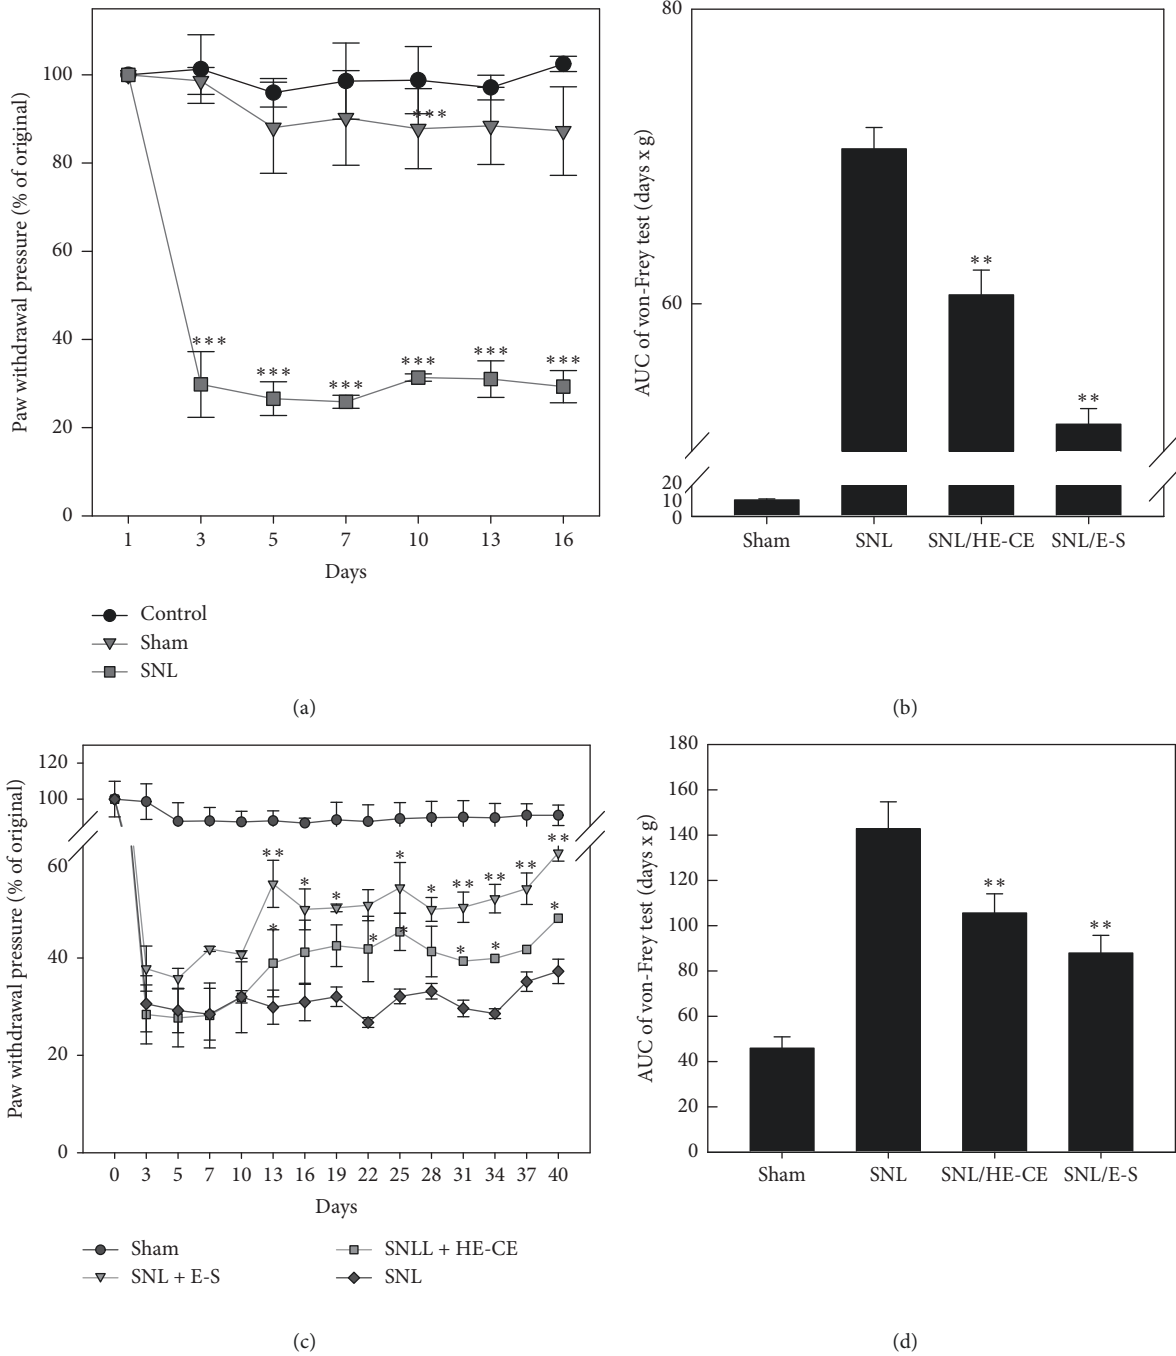 Paw withdrawal pressure (% of original)
100
80
60
40
20
0
***
*** *** *** *** *** ***
1 3 5 7 10 13 16
Days
Control
Sham
SNL
(a)
AUC of von-Frey test (days x g)
80
60
20
10
0
**
**
Sham SNL SNL/HE-CE SNL/E-S
(b)
Paw withdrawal pressure (% of original)
120
100
60
40
20
0
** * * * * ** ** ** **
* * * * * *
0 3 5 7 10 13 16 19 22 25 28 31 34 37 40
Days
Sham
SNL + E-S
SNLL + HE-CE
SNL
(c)
AUC of von-Frey test (days x g)
180
160
140
120
100
80
60
40
20
0
**
**
Sham SNL SNL/HE-CE SNL/E-S
(d)